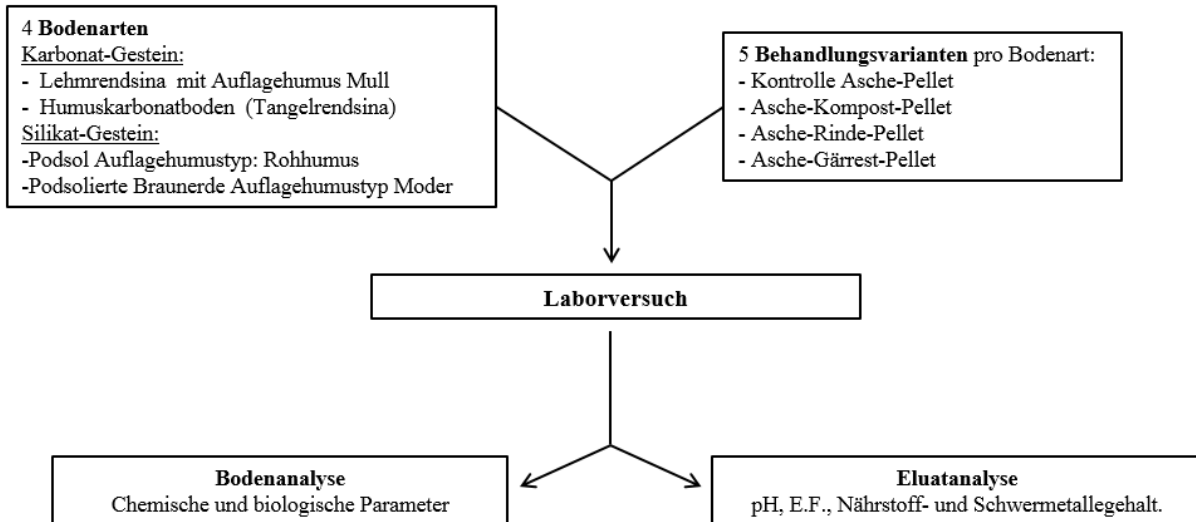 4 Bodenarten
Karbonat-Gestein:
- Lehmrendsina mit Auflagehumus Mull
- Humuskarbonatboden (Tangelrendsina)
Silikat-Gestein:
-Podsol Auflagehumustyp: Rohhumus
-Podsolierte Braunerde Auflagehumustyp Moder
5 Behandlungsvarianten pro Bodenart:
- Kontrolle Asche-Pellet
- Asche-Kompost-Pellet
- Asche-Rinde-Pellet
- Asche-Gärrest-Pellet
Laborversuch
Bodenanalyse
Chemische und biologische Parameter
Eluatanalyse
pH, E.F., Nährstoff- und Schwermetallegehalt.